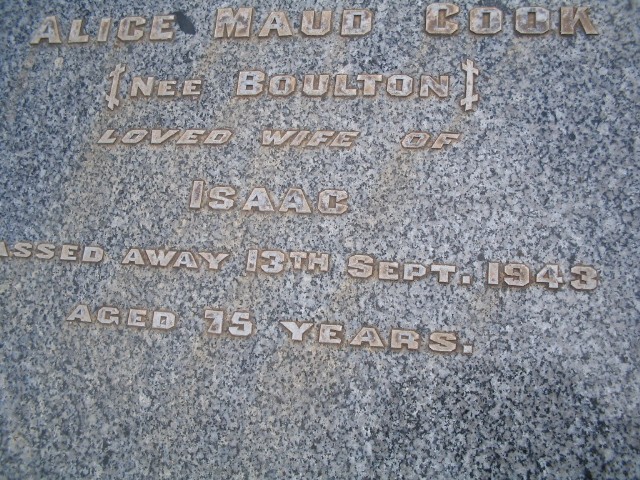 ALICE MAUD COOK
[NEE BOULTON]
LOVED WIFE OF
ISAAC
ASSED AWAY 13TH SEPT. 1943
AGED 75 YEARS.